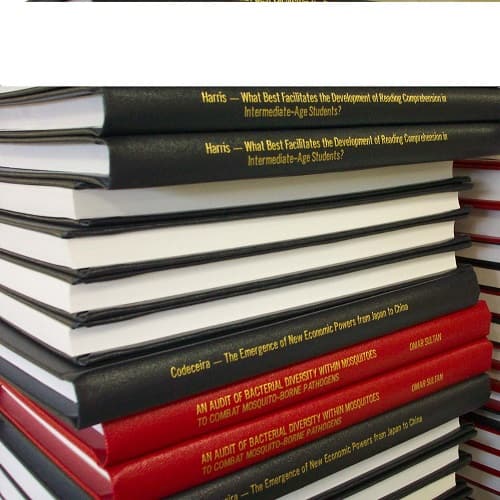 Harris — What Best Facilitates the Development of Reading Comprehension in
Intermediate-Age Students?
Harris — What Best Facilitates the Development of Reading Comprehension in
Intermediate-Age Students?
Codeceira — The Emergence of New Economic Powers from Japan to China
AN AUDIT OF BACTERIAL DIVERSITY WITHIN MOSQUITOES OMAR SULTAN
TO COMBAT MOSQUITO-BORNE PATHOGENS
AN AUDIT OF BACTERIAL DIVERSITY WITHIN MOSQUITOES OMAR SULTAN
TO COMBAT MOSQUITO-BORNE PATHOGENS
The Emergence of New Economic Powers from Japan to China